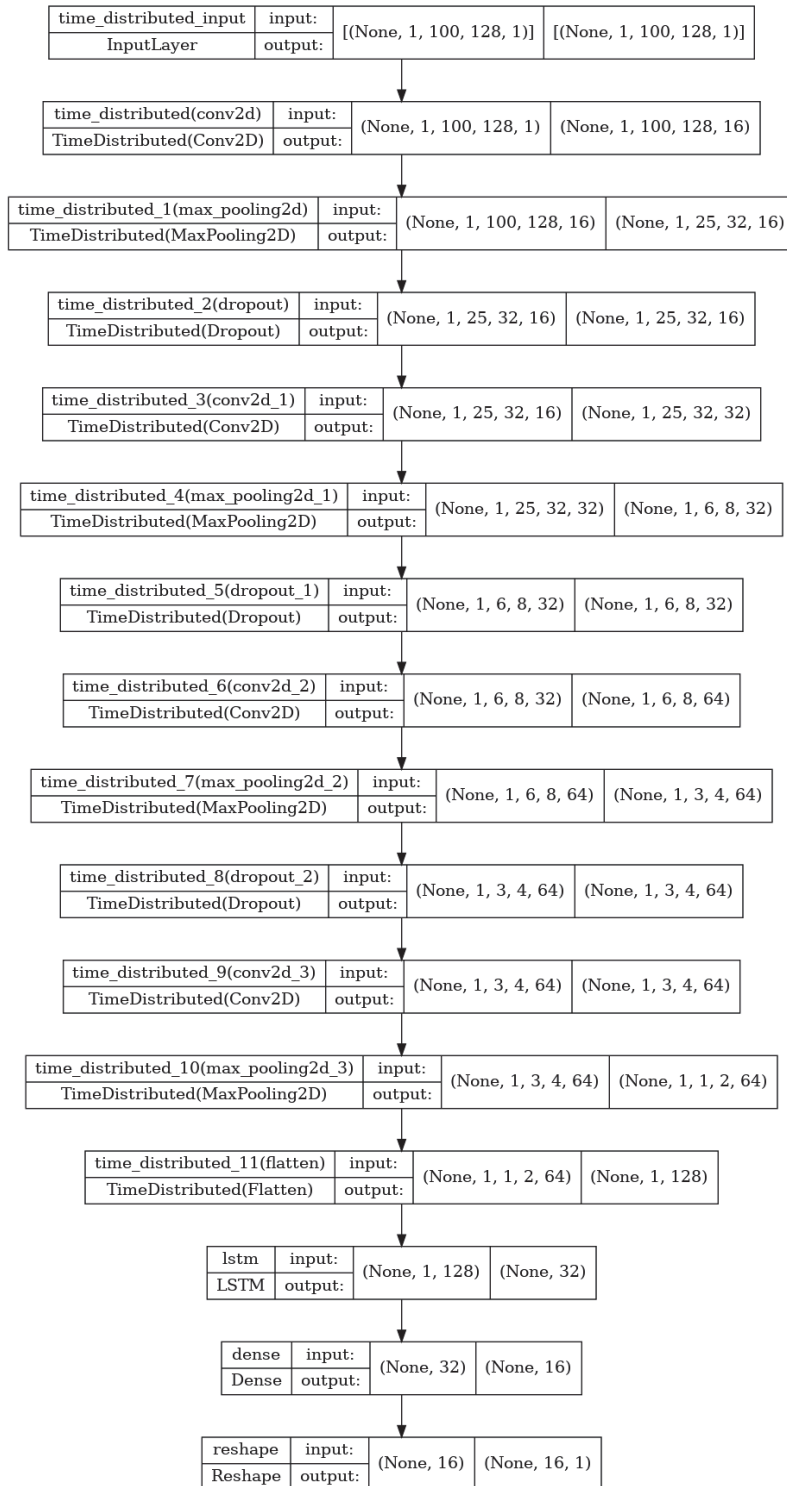 time_distributed_input input: [(None, 1, 100, 128, 1)] [(None, 1, 100, 128, 1)]
InputLayer output:
time_distributed(conv2d) input: (None, 1, 100, 128, 1) (None, 1, 100, 128, 16)
TimeDistributed(Conv2D) output:
time_distributed_1(max_pooling2d) input: (None, 1, 100, 128, 16) (None, 1, 25, 32, 16)
TimeDistributed(MaxPooling2D) output:
time_distributed_2(dropout) input: (None, 1, 25, 32, 16) (None, 1, 25, 32, 16)
TimeDistributed(Dropout) output:
time_distributed_3(conv2d_1) input: (None, 1, 25, 32, 16) (None, 1, 25, 32, 32)
TimeDistributed(Conv2D) output:
time_distributed_4(max_pooling2d_1) input: (None, 1, 25, 32, 32) (None, 1, 6, 8, 32)
TimeDistributed(MaxPooling2D) output:
time_distributed_5(dropout_1) input: (None, 1, 6, 8, 32) (None, 1, 6, 8, 32)
TimeDistributed(Dropout) output:
time_distributed_6(conv2d_2) input: (None, 1, 6, 8, 32) (None, 1, 6, 8, 64)
TimeDistributed(Conv2D) output:
time_distributed_7(max_pooling2d_2) input: (None, 1, 6, 8, 64) (None, 1, 3, 4, 64)
TimeDistributed(MaxPooling2D) output:
time_distributed_8(dropout_2) input: (None, 1, 3, 4, 64) (None, 1, 3, 4, 64)
TimeDistributed(Dropout) output:
time_distributed_9(conv2d_3) input: (None, 1, 3, 4, 64) (None, 1, 3, 4, 64)
TimeDistributed(Conv2D) output:
time_distributed_10(max_pooling2d_3) input: (None, 1, 3, 4, 64) (None, 1, 1, 2, 64)
TimeDistributed(MaxPooling2D) output:
time_distributed_11(flatten) input: (None, 1, 1, 2, 64) (None, 1, 128)
TimeDistributed(Flatten) output:
lstm input: (None, 1, 128) (None, 32)
LSTM output:
dense input: (None, 32) (None, 16)
Dense output:
reshape input: (None, 16) (None, 16, 1)
Reshape output: